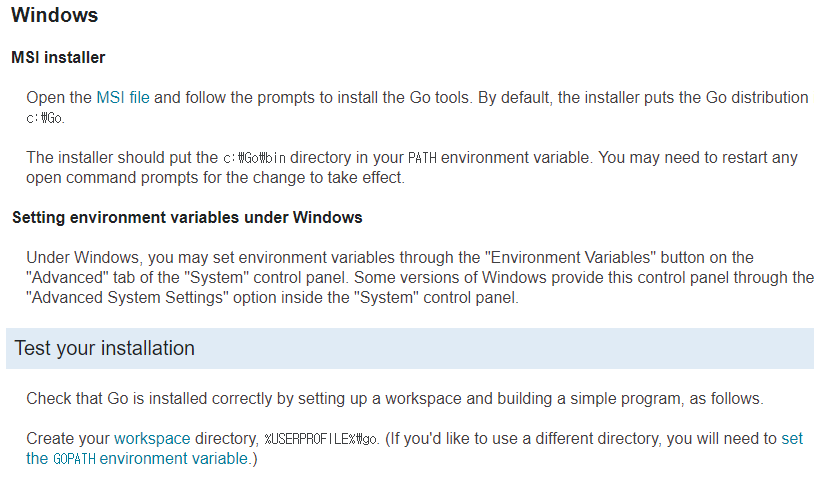 Windows
MSI installer
Open the MSI file and follow the prompts to install the Go tools. By default, the installer puts the Go distribution
c:₩Go.
The installer should put the c:₩Go₩bin directory in your PATH environment variable. You may need to restart any
open command prompts for the change to take effect.
Setting environment variables under Windows
Under Windows, you may set environment variables through the "Environment Variables" button on the
"Advanced" tab of the "System" control panel. Some versions of Windows provide this control panel through the
"Advanced System Settings" option inside the "System" control panel.
Test your installation
Check that Go is installed correctly by setting up a workspace and building a simple program, as follows.
Create your workspace directory, %USERPROFILE%₩go. (If you'd like to use a different directory, you will need to set
the GOPATH environment variable.)